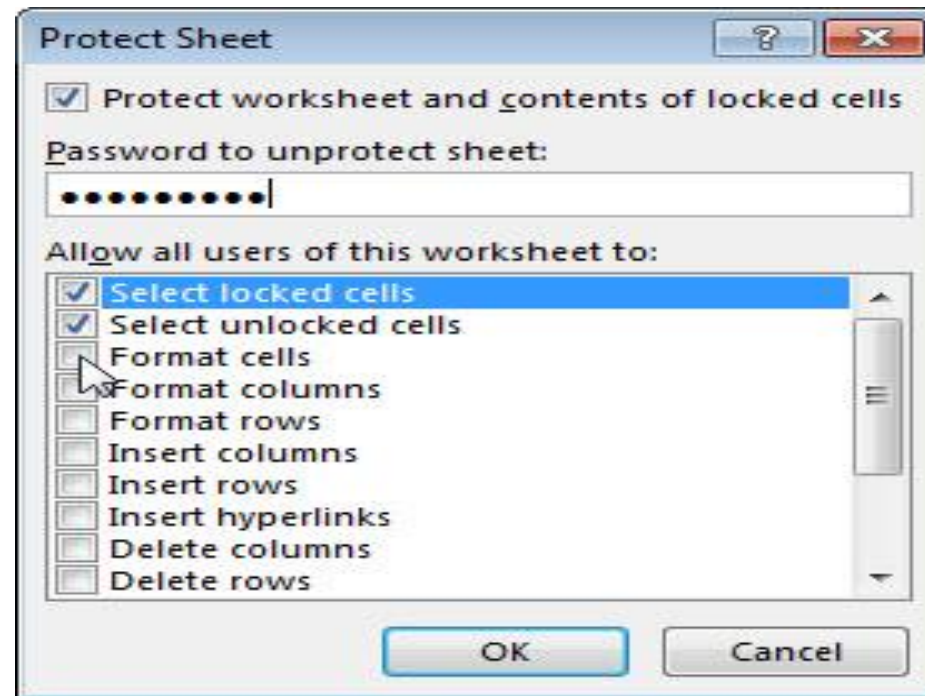 Protect Sheet
Protect worksheet and contents of locked cells
Password to unprotect sheet:
●●●●●●●●●
Allow all users of this worksheet to:
Select locked cells
Select unlocked cells
Format cells
Format columns
Format rows
Insert columns
Insert rows
Insert hyperlinks
Delete columns
Delete rows
OK Cancel